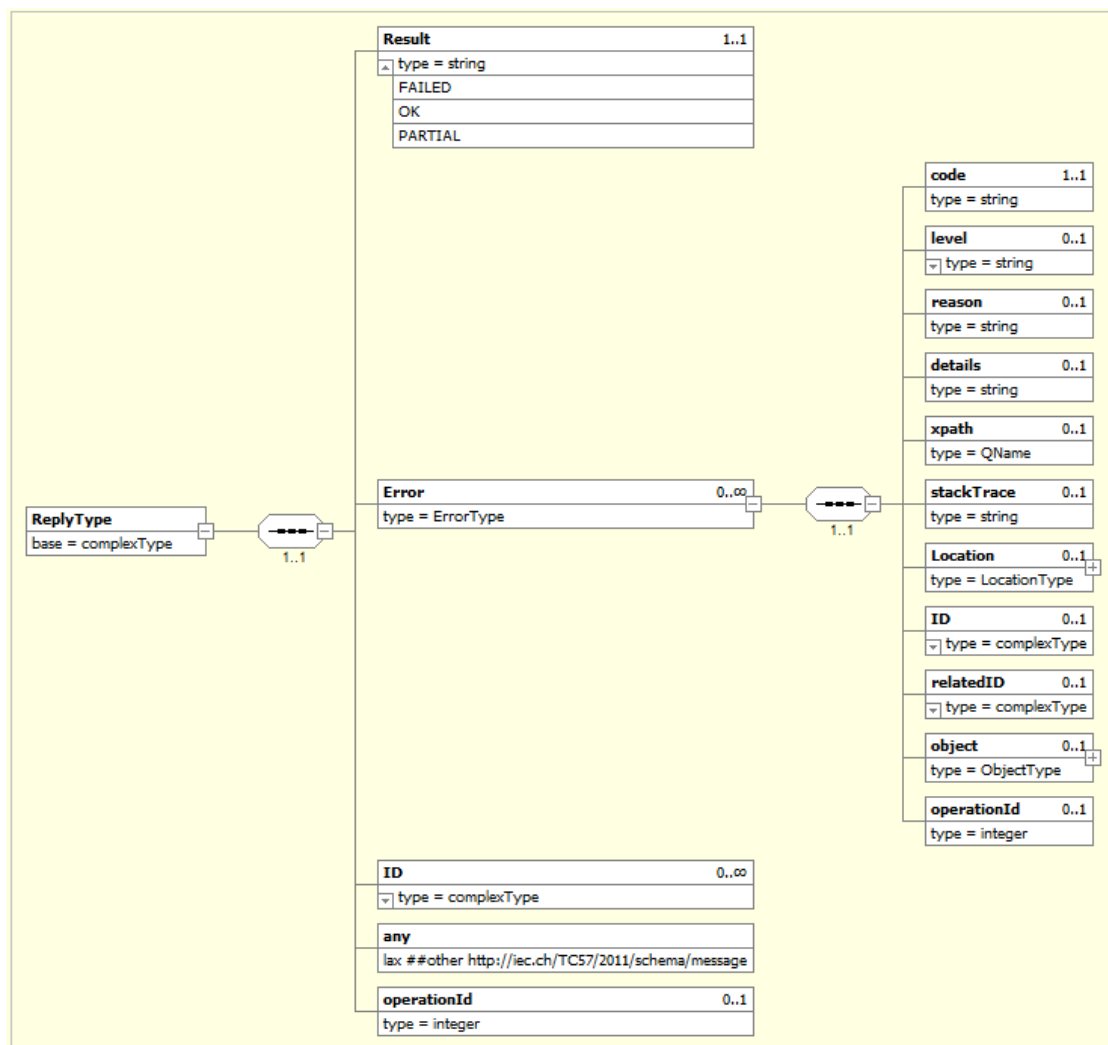 Result 1..1
type = string
FAILED
OK
PARTIAL
ReplyType
base = complexType
1..1
Error 0..∞
type = ErrorType
1..1
code 1..1
type = string
level 0..1
type = string
reason 0..1
type = string
details 0..1
type = string
xpath 0..1
type = QName
stackTrace 0..1
type = string
Location 0..1
type = LocationType
ID 0..1
type = complexType
relatedID 0..1
type = complexType
object 0..1
type = ObjectType
operationId 0..1
type = integer
ID 0..∞
type = complexType
any
lax ##other http://iec.ch/TC57/2011/schema/message
operationId 0..1
type = integer